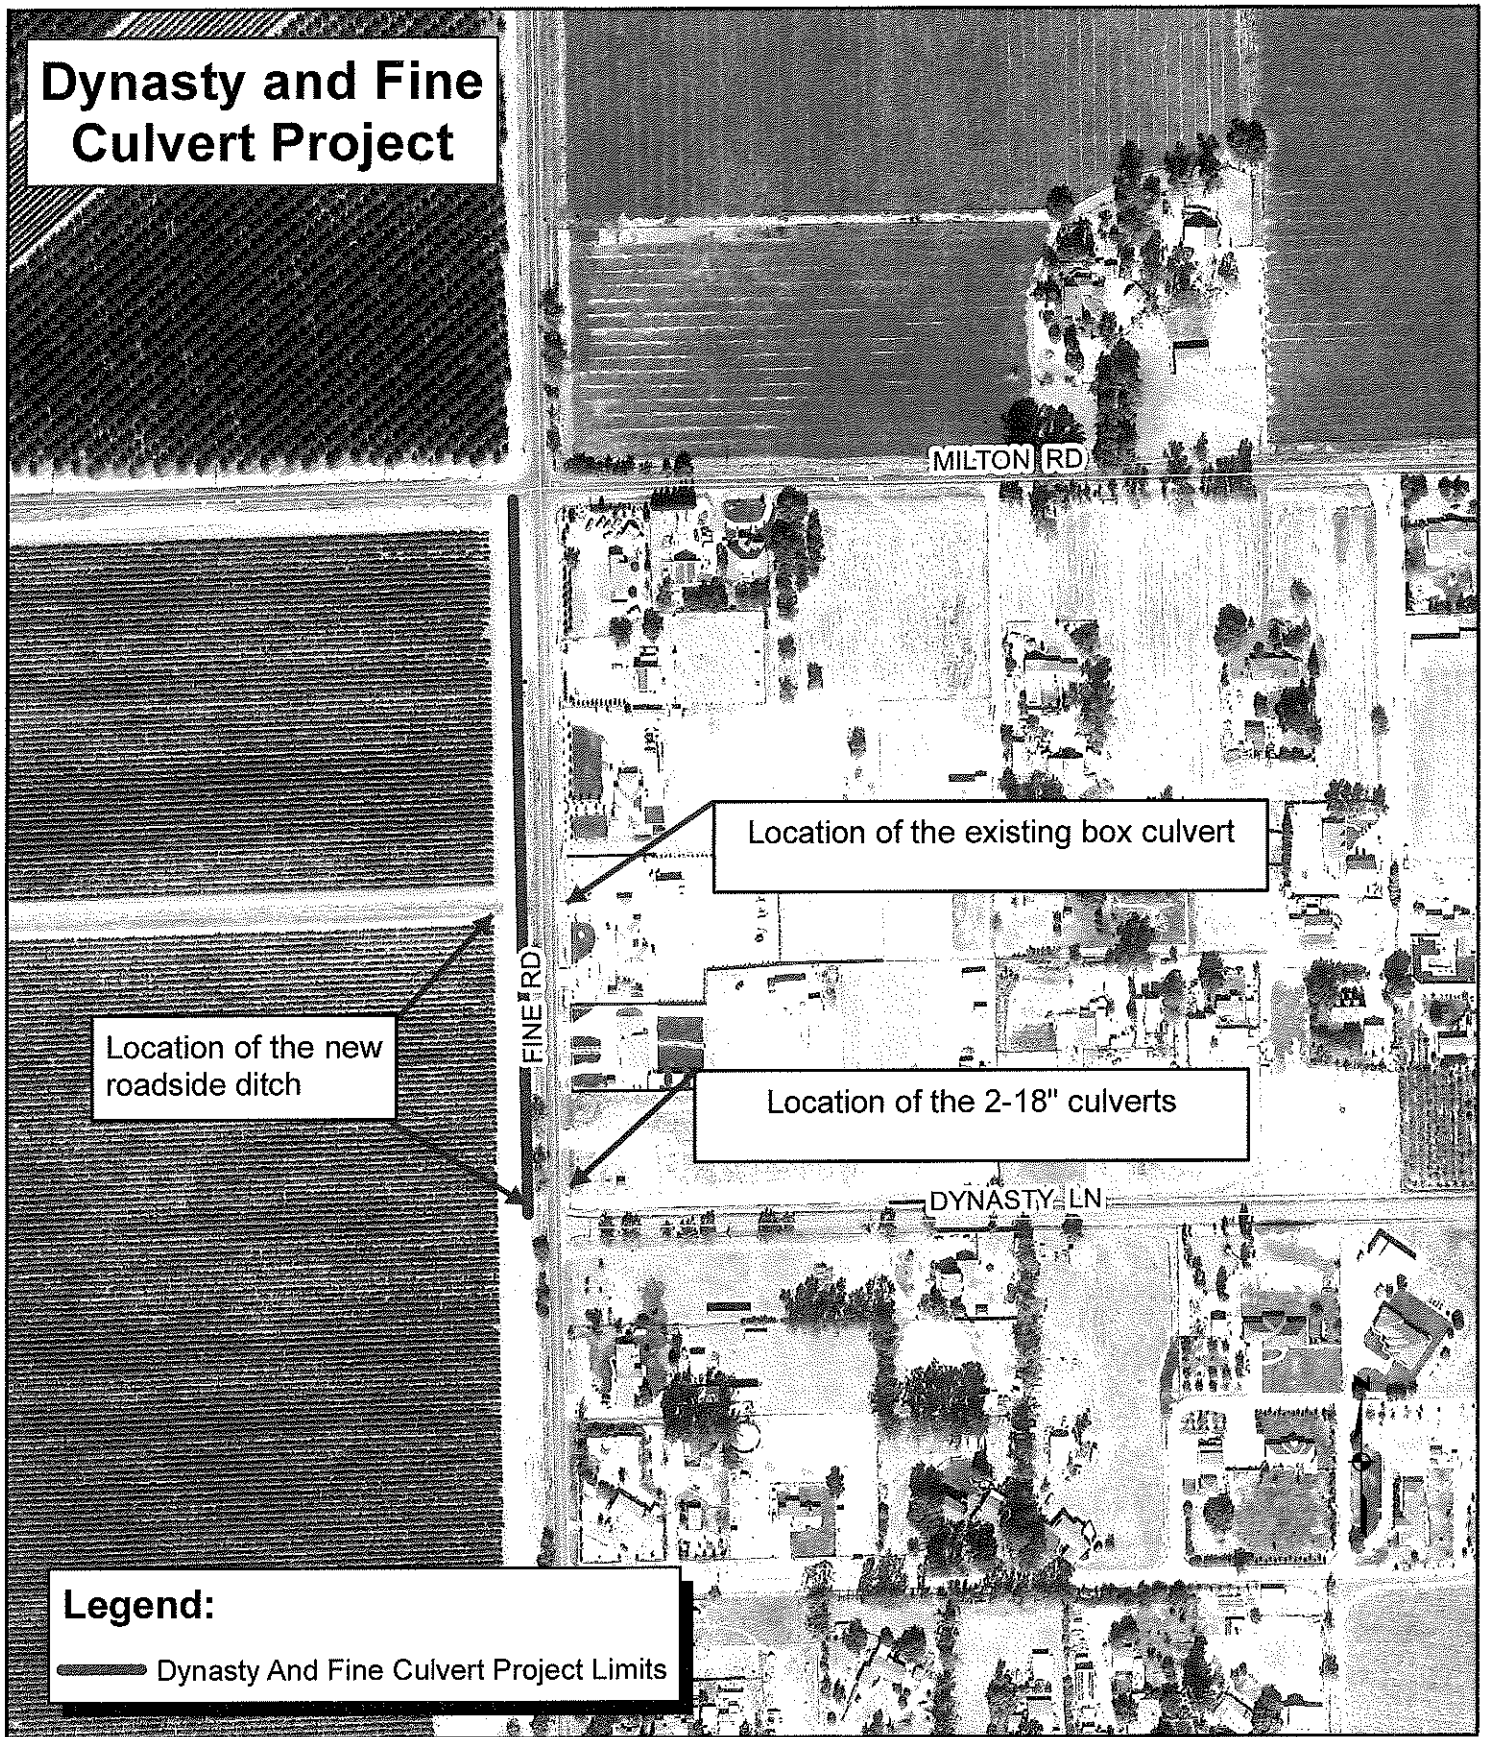 Dynasty and Fine
Culvert Project
MILTON RD
Location of the existing box culvert
FINE RD
Location of the new
roadside ditch
Location of the 2-18" culverts
DYNASTY LN
Legend:
Dynasty And Fine Culvert Project Limits